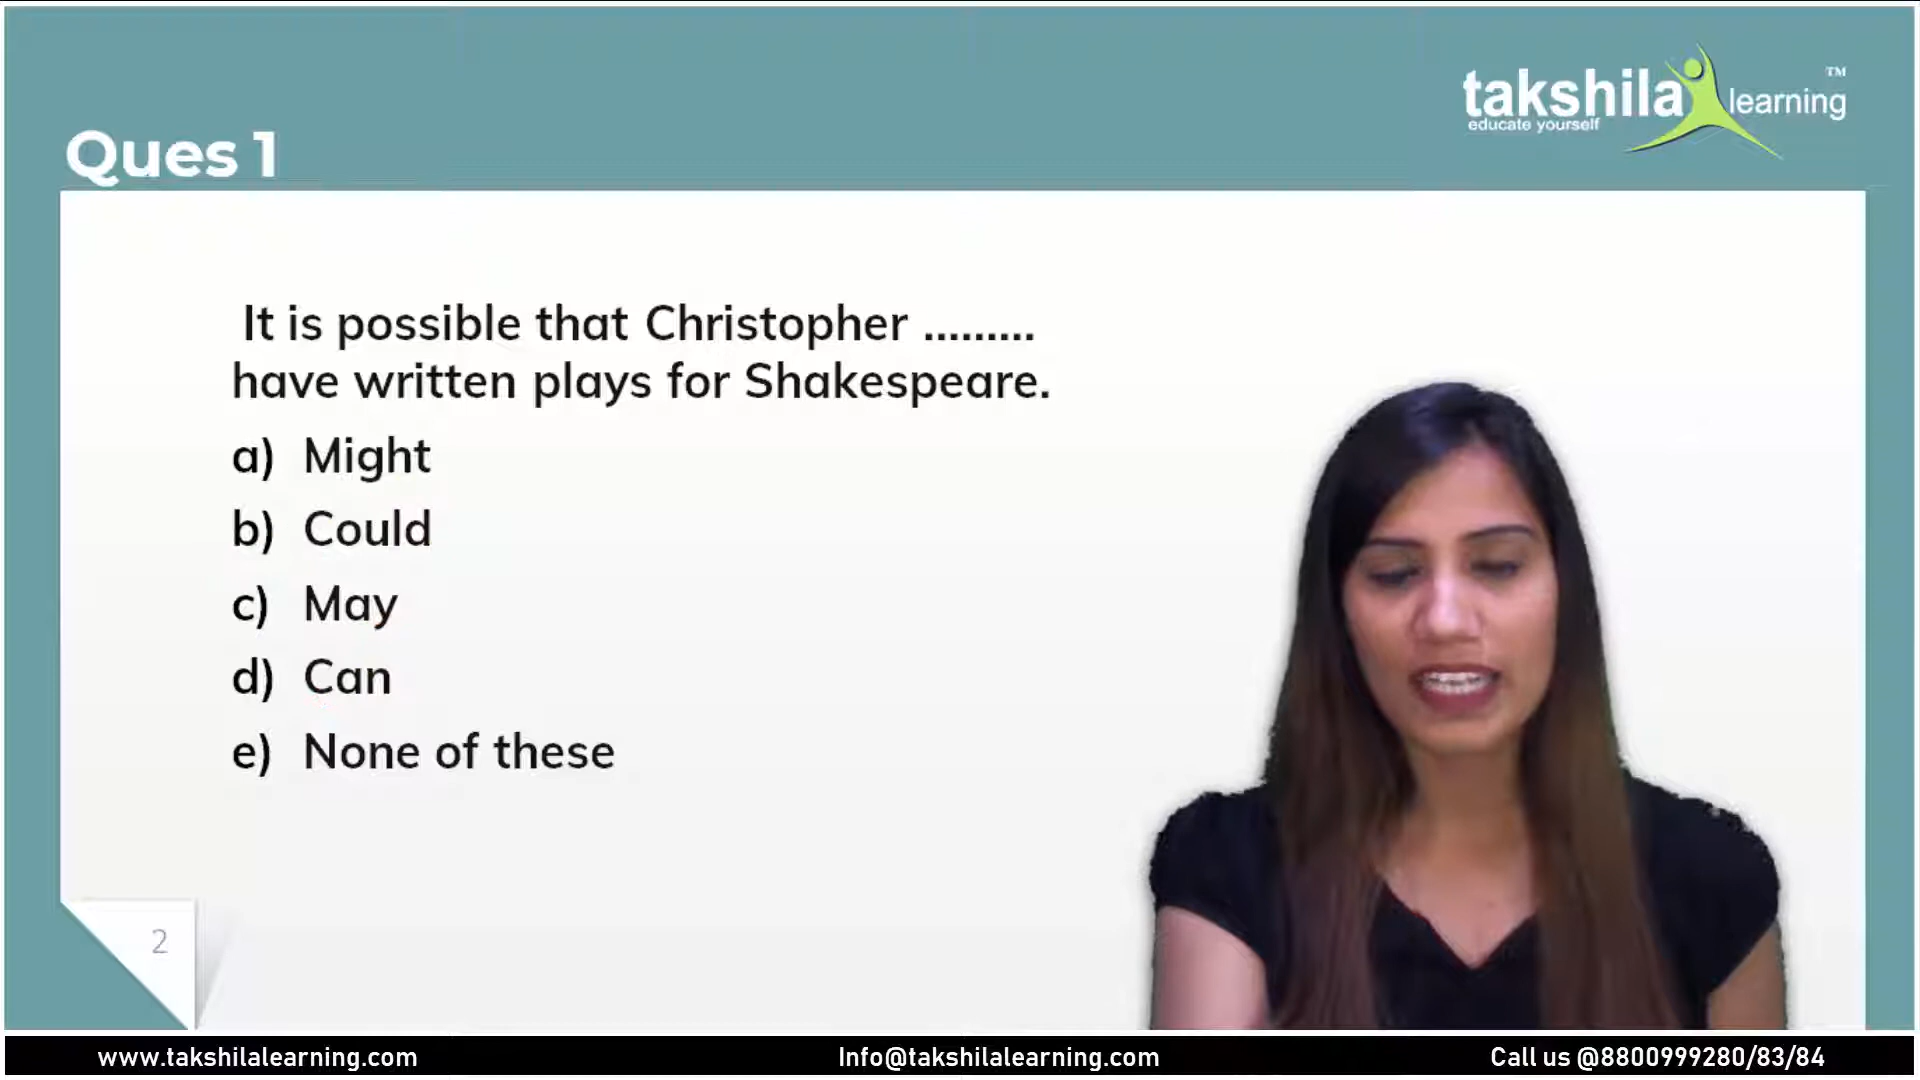 takshila learning ™
educate yourself
Ques 1
It is possible that Christopher .........
have written plays for Shakespeare.
a) Might
b) Could
c) May
d) Can
e) None of these
2
www.takshilalearning.com
Info@takshilalearning.com
Call us @8800999280/83/84